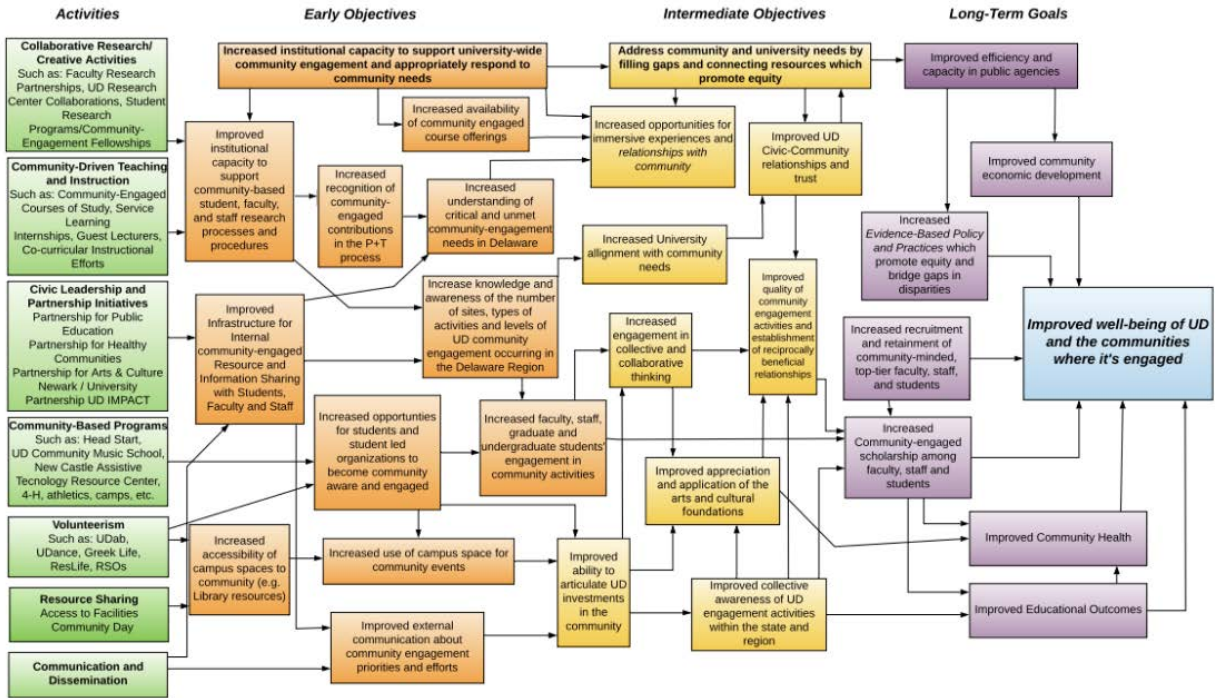 Activities
Early Objectives
Intermediate Objectives
Long-Term Goals
Collaborative Research/
Creative Activities
Such as: Faculty Research
Partnerships, UD Research
Center Collaborations, Student
Research
Programs/Community-
Engagement Fellowships
Community-Driven Teaching
and Instruction
Such as: Community-Engaged
Courses of Study, Service
Learning
Internships, Guest Lecturers,
Co-curricular Instructional
Efforts
Civic Leadership and
Partnership Initiatives
Partnership for Public
Education
Partnership for Healthy
Communities
Partnership for Arts & Culture
Newark / University
Partnership UD IMPACT
Community-Based Programs
Such as: Head Start,
UD Community Music School,
New Castle Assistive
Tecnology Resource Center,
4-H, athletics, camps, etc.
Volunteerism
Such as: UDab,
UDance, Greek Life,
ResLife, RSOs
Resource Sharing
Access to Facilities
Community Day
Communication and
Dissemination
Increased institutional capacity to support university-wide
community engagement and appropriately respond to
community needs
Increased availability
of community engaged
course offerings
Improved
institutional
capacity to
support
community-based
student, faculty,
and staff research
processes and
procedures
Increased
recognition of
community-
engaged
contributions
in the P+T
process
Increased
understanding of
critical and unmet
community-engagement
needs in Delaware
Improved
Infrastructure for
Internal
community-engaged
Resource and
Information Sharing
with Students,
Faculty and Staff
Increase knowledge and
awareness of the number
of sites, types of
activities and levels of
UD community
engagement occurring in
the Delaware Region
Increased opportunities
for students and
student led
organizations to
become community
aware and engaged
Increased faculty, staff,
graduate and
undergraduate students'
engagement in
community activities
Increased
accessibility of
campus spaces to
community (e.g.
Library resources)
Increased use of campus space for
community events
Improved external
communication about
community engagement
priorities and efforts
Address community and university needs by
filling gaps and connecting resources which
promote equity
Increased opportunities for
immersive experiences and
relationships with
community
Improved UD
Civic-Community
relationships and
trust
Increased University
allignment with community
needs
Improved
quality of
community
engagement
activities and
establishment
of reciprocally
beneficial
relationships
Increased
engagement in
collective and
collaborative
thinking
Improved appreciation
and application of the
arts and cultural
foundations
Improved
ability to
articulate UD
investments
in the
community
Improved collective
awareness of UD
engagement activities
within the state and
region
Improved efficiency and
capacity in public agencies
Improved community
economic development
Increased
Evidence-Based Policy
and Practices which
promote equity and
bridge gaps in
disparities
Increased recruitment
and retainment of
community-minded,
top-tier faculty, staff,
and students
Increased
Community-engaged
scholarship among
faculty, staff and
students
Improved Community Health
Improved Educational Outcomes
Improved well-being of UD
and the communities
where it's engaged